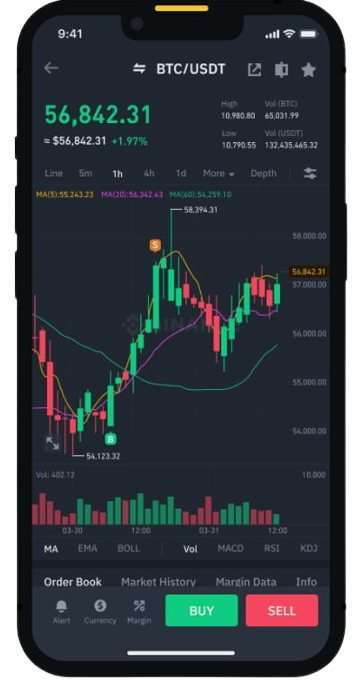 9:41
BTC/USDT
56,842.31
≈ $56,842.31 +1.97%
High
10,980.80
Vol (BTC)
65,031.99
Low
10,790.55
Vol (USDT)
132,435,465.32
Line 5m 1h 4h 1d More Depth
MA(5):55,243.23 MA(20):56,342.43 MA(60):54,259.10
58,394.31
58,000.00
S
56,842.31
57,000.00
56,000.00
55,000.00
54,000.00
B
54,123.32
Vol: 402.12 10,000
03-30 12:00 03-31 12:00
MA EMA BOLL Vol MACD RSI KDJ
Order Book Market History Margin Data Info
Alert Currency Margin BUY SELL